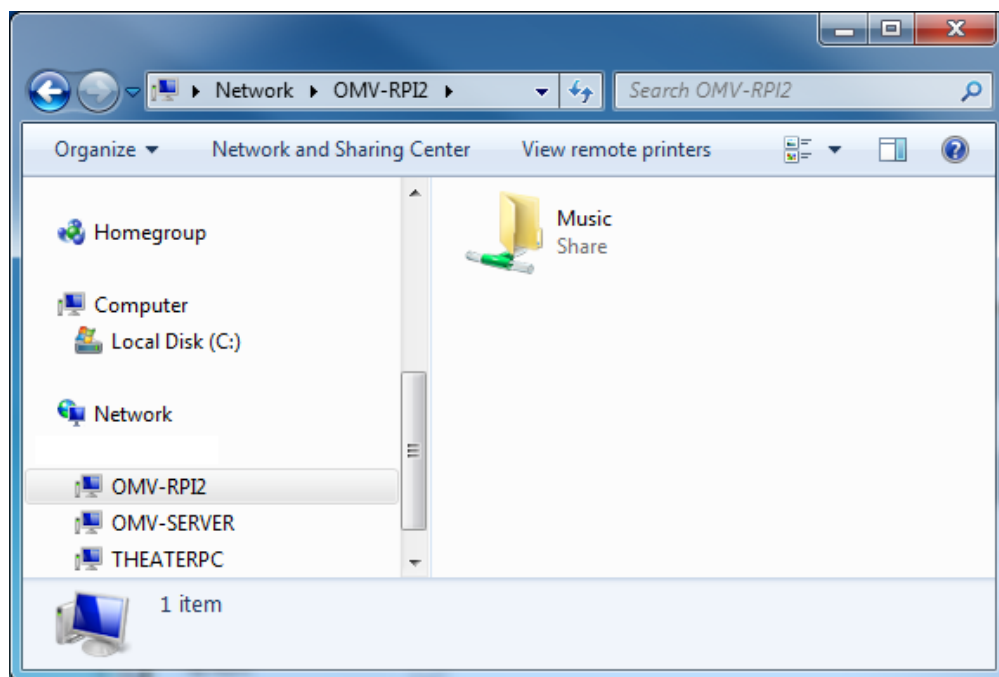 Network OMV-RPI2 Search OMV-RPI2
Organize Network and Sharing Center View remote printers
Homegroup
Computer
Local Disk (C:)
Network
OMV-RPI2
OMV-SERVER
THEATERPC
Music
Share
1 item